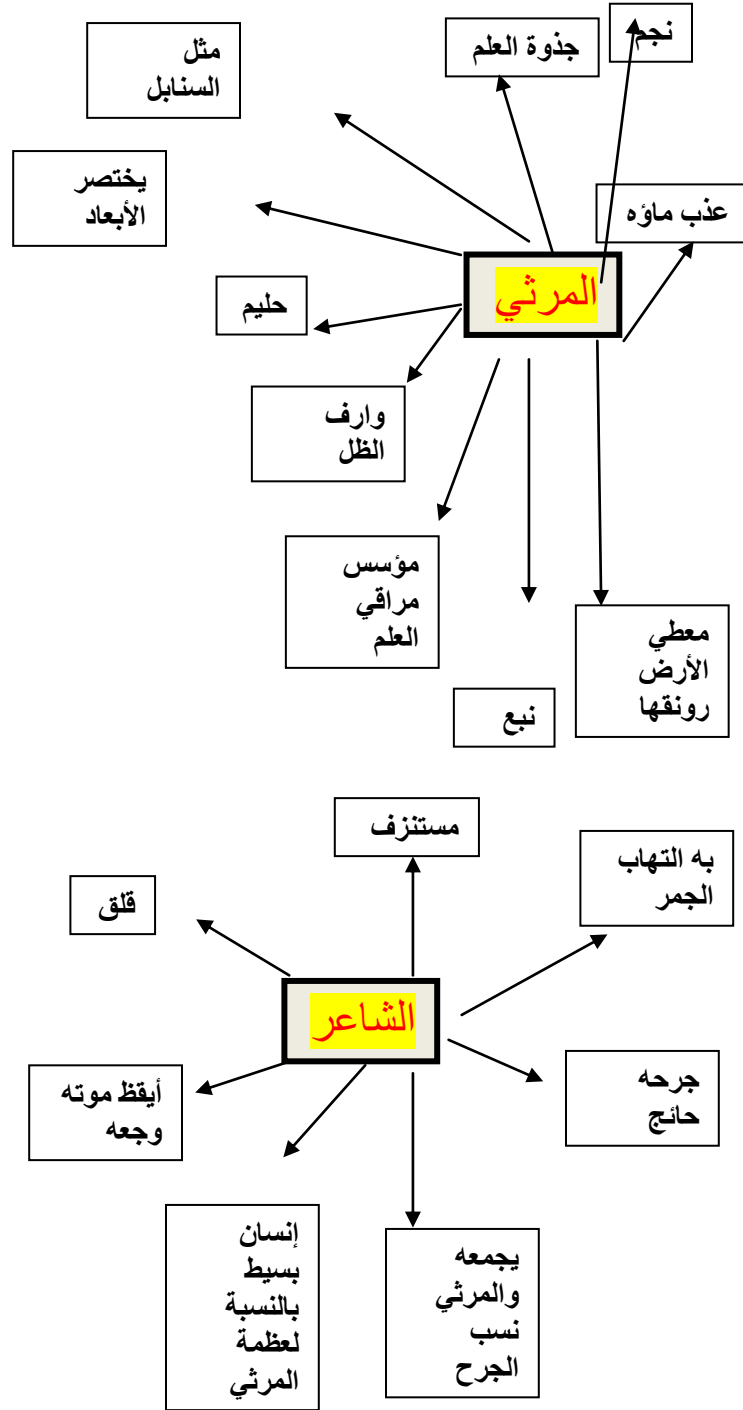 نجم
جذوة العلم
مثل
السنابل
يختصر
الأبعاد
عذب ماؤه
المرثي
حليم
وارف
الظل
مؤسس
مراقي
العلم
معطي
الأرض
رونقها
نبع
مستنزف
به التهاب
الجمر
قلق
الشاعر
جرحه
حائج
أيقظ موته
وجعه
إنسان
بسيط
بالنسبة
لعظمة
المرثي
يجمعه
والمرثي
نسب
الجرح